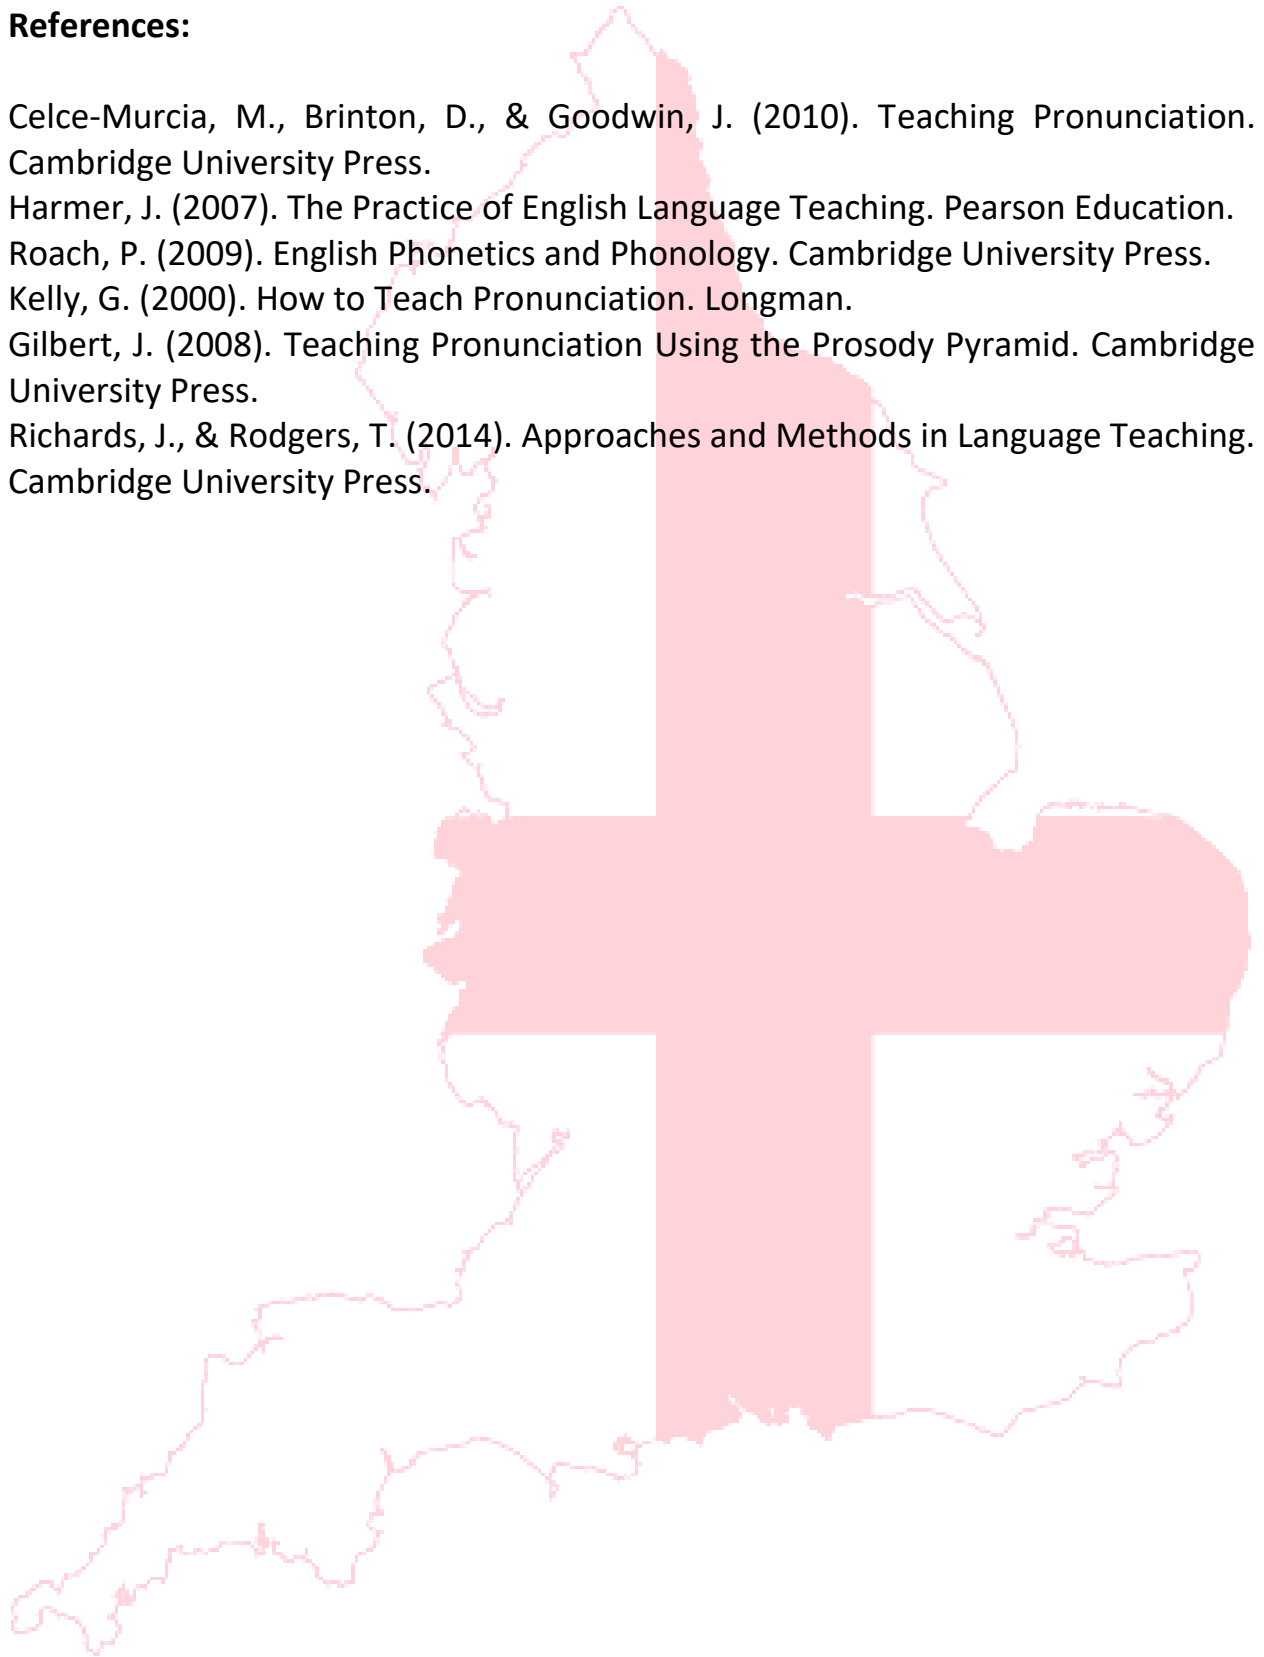 References:
Celce-Murcia, M., Brinton, D., & Goodwin, J. (2010). Teaching Pronunciation.
Cambridge University Press.
Harmer, J. (2007). The Practice of English Language Teaching. Pearson Education.
Roach, P. (2009). English Phonetics and Phonology. Cambridge University Press.
Kelly, G. (2000). How to Teach Pronunciation. Longman.
Gilbert, J. (2008). Teaching Pronunciation Using the Prosody Pyramid. Cambridge
University Press.
Richards, J., & Rodgers, T. (2014). Approaches and Methods in Language Teaching.
Cambridge University Press.